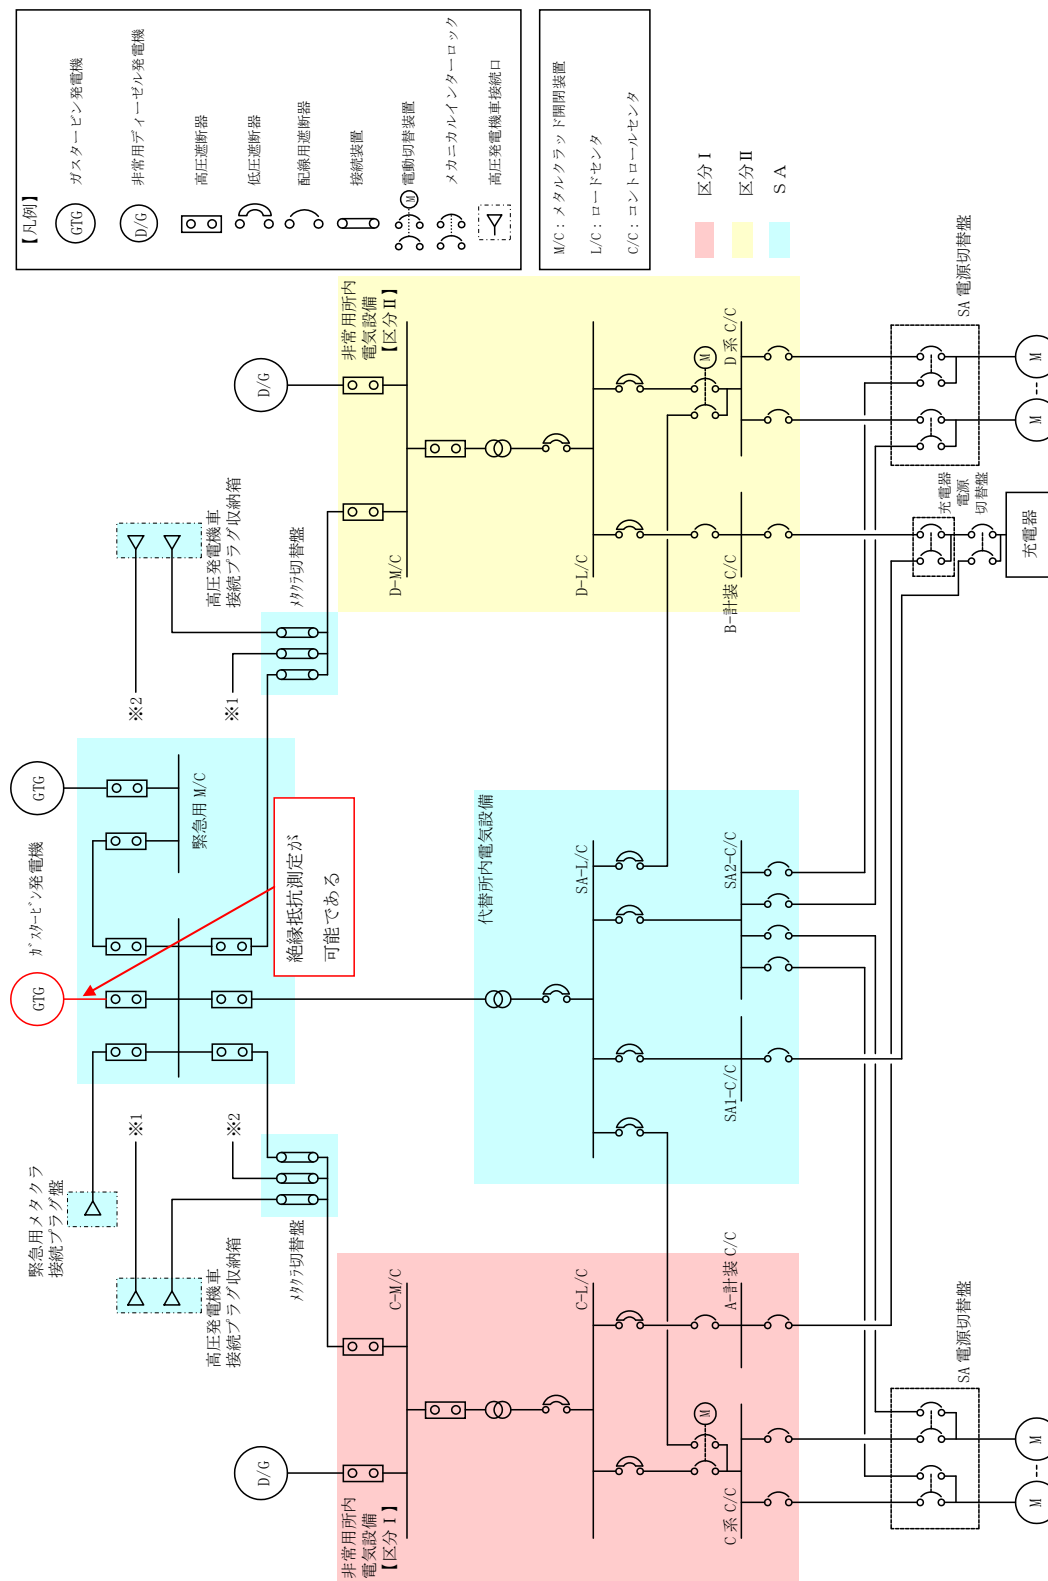 【凡例】
GTG
ガスタービン発電機
D/G
非常用ディーゼル発電機
高圧遮断器
低圧遮断器
配線用遮断器
接続装置
M
電動切替装置
メカニカルインターロック
高圧発電機車接続口
M/C：メタルクラッド開閉装置
L/C：ロードセンタ
C/C：コントロールセンタ
区分Ⅰ
区分Ⅱ
SA
緊急用メタクラ
接続プラグ盤
※1
高圧発電機車
接続プラグ収納箱
※2
ﾒﾀｸﾗ切替盤
GTG
ｶﾞｽﾀｰﾋﾞﾝ発電機
GTG
緊急用 M/C
絶縁抵抗測定が
可能である
※2
※1
高圧発電機車
接続プラグ収納箱
ﾒﾀｸﾗ切替盤
D/G
非常用所内
電気設備
【区分Ⅰ】
C-M/C
C-L/C
M
C 系 C/C
A-計装 C/C
代替所内電気設備
SA-L/C
SA1-C/C
SA2-C/C
D/G
非常用所内
電気設備
【区分Ⅱ】
D-M/C
D-L/C
B-計装 C/C
M
D 系 C/C
SA 電源切替盤
M
M
充電器
電源
切替盤
充電器
SA 電源切替盤
M
M